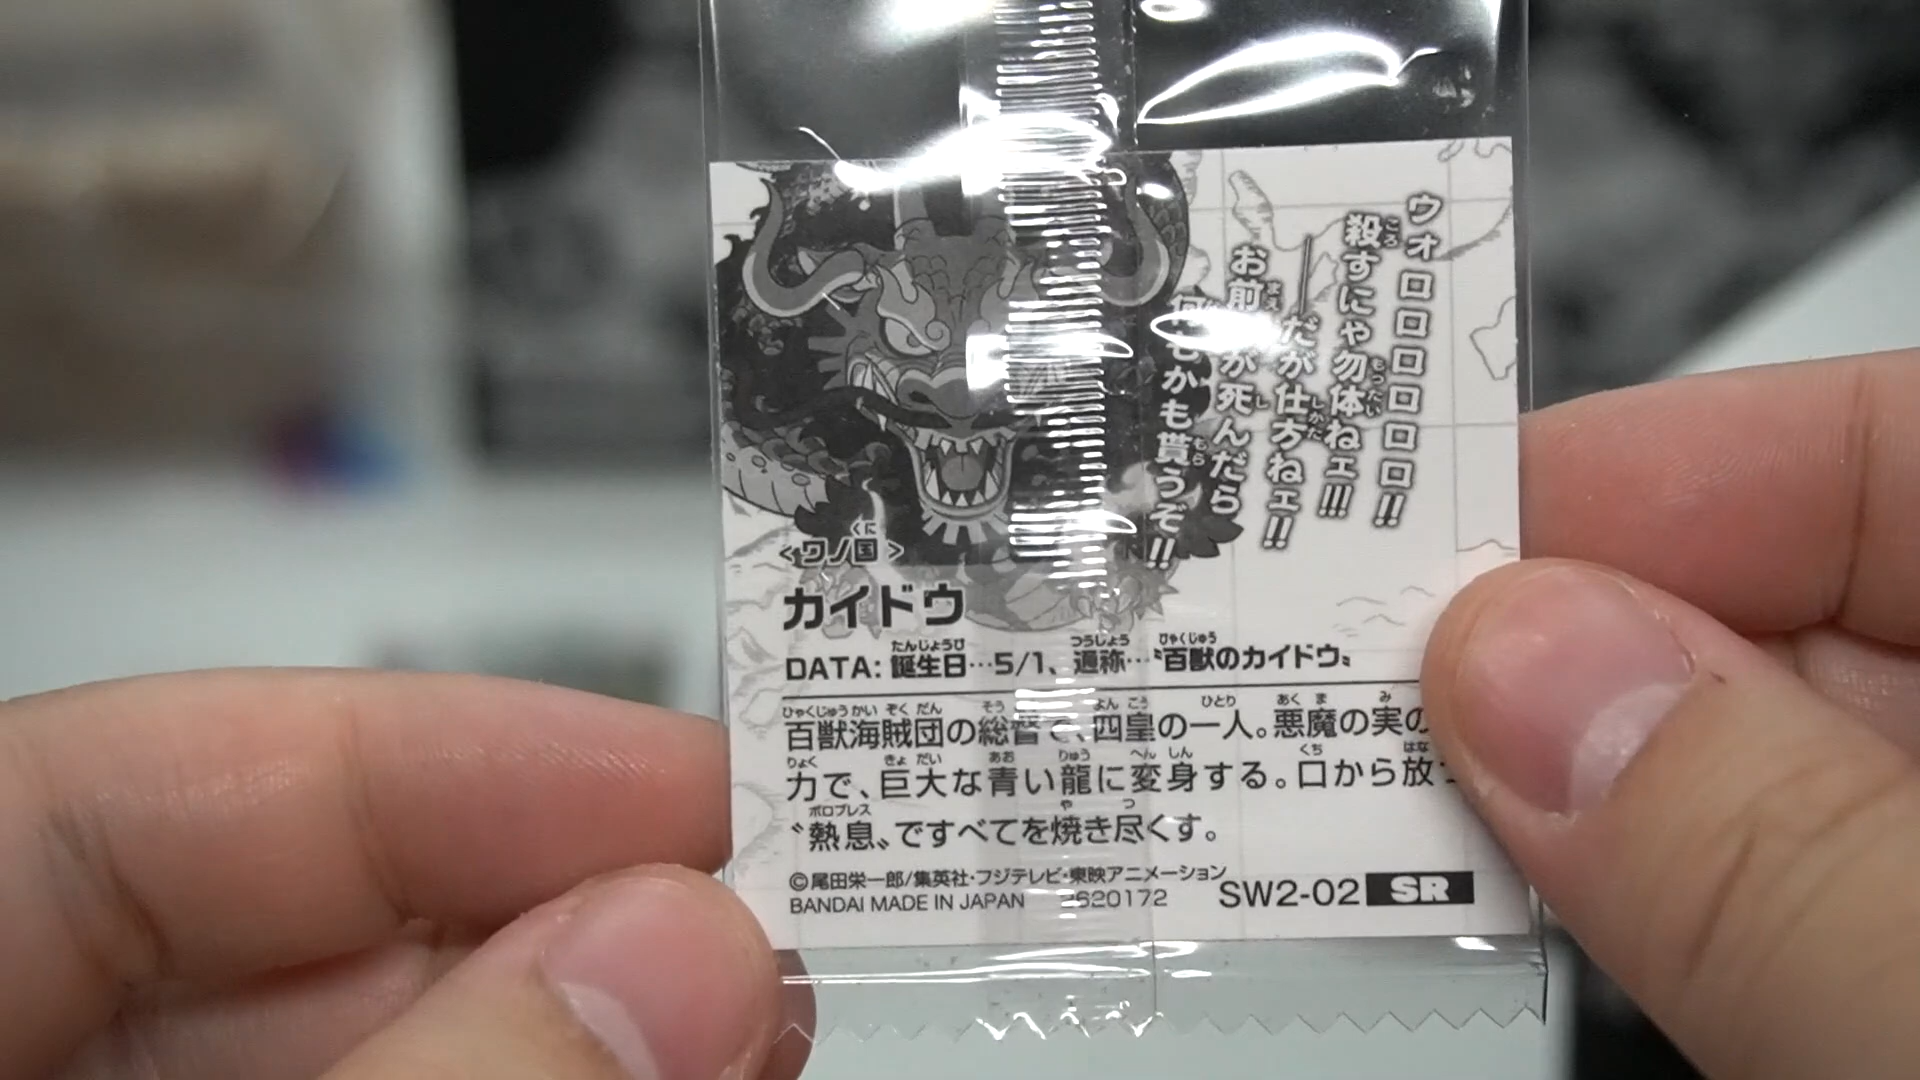 ウォロロロロロロ!!
殺すにゃ勿体ねェ!!!
──だが仕方ねェ!!
お前が死んだら
もかも貰うぞ!!
<ワノ国>
カイドウ
DATA: 誕生日…5/1、通称…〝百獣のカイドウ〟
百獣海賊団の総督で、四皇の一人。悪魔の実の
力で、巨大な青い龍に変身する。口から放
〝熱息〟ですべてを焼き尽くす。
©尾田栄一郎/集英社・フジテレビ・東映アニメーション
BANDAI MADE IN JAPAN 2620172
SW2-02 SR